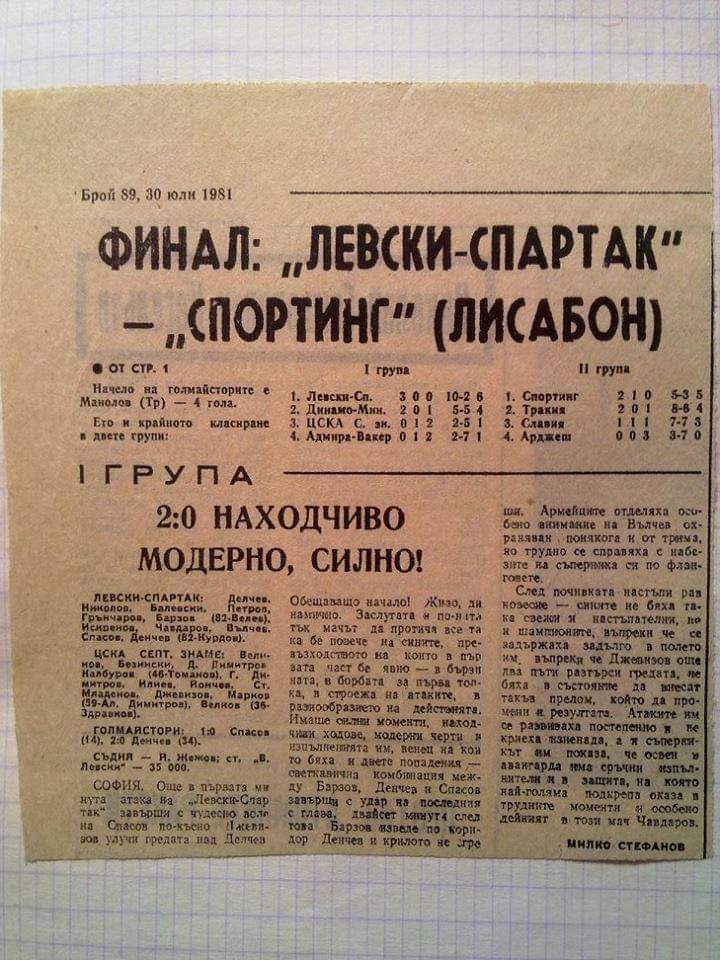 Брой 89, 30 юли 1981
ФИНАЛ: „ЛЕВСКИ-СПАРТАК“
– „СПОРТИНГ“ (ЛИСАБОН)
● ОТ СТР. 1
Начело на голмайсторите е
Манолов (Тр) — 4 гола.
Ето и крайното класиране
в двете групи:
I група
1. Левски-Сп. 3 0 0 10-2 6
2. Динамо-Мин. 2 0 1 5-5 4
3. ЦСКА С. зн. 0 1 2 2-5 1
4. Адмира-Вакер 0 1 2 2-7 1
II група
1. Спортинг 2 1 0 5-3 5
2. Тракия 2 0 1 8-6 4
3. Славия 1 1 1 7-7 3
4. Арджеш 0 0 3 3-7 0
I ГРУПА
2:0 НАХОДЧИВО
МОДЕРНО, СИЛНО!
ЛЕВСКИ-СПАРТАК: Делчев,
Николов, Балевски, Петров,
Грънчаров, Барзов (82-Велев),
Искренов, Чавдаров, Вълчев,
Спасов, Денчев (82-Курдов).
ЦСКА СЕПТ. ЗНАМЕ: Вели-
нов, Безински, Д. Димитров
Налбуров (46-Томанов), Г. Ди-
митров, Илиев, Йончев, Ст.
Младенов, Джевизов, Марков
(59-Ал. Димитров), Велков (36-
Здравков).
ГОЛМАЙСТОРИ: 1:0 Спасов
(14), 2:0 Денчев (34).
СЪДИЯ — Й. Жежов; ст. „В.
Левски“ — 35 000.
СОФИЯ. Още в първата ми
нута атака на „Левски-Спар
так“ завърши с чудесно воле
на Спасов по-късно Джеви-
зов улучи гредата над Делчев
Обещаващо начало! Живо, ди
намично. Заслугата и по-ната
тък мачът да протича все та
ка бе повече на сините, пре-
възходството на които в пър
вата част бе явно — в бързи
ната, в борбата за първа топ-
ка, в строежа на атаките, в
разнообразието на действията.
Имаше силни моменти, наход-
чиви ходове, модерни черти в
изпълненията им, венец на кои
то бяха и двете попадения —
светкавична комбинация меж-
ду Барзов, Денчев и Спасов
завърши с удар на последния
с глава, двайсет минути след
това Барзов изведе по кори-
дор Денчев и крилото не сгре
ши. Армейците отделяха осо-
бено внимание на Вълчев ох-
раняван понякога и от трима,
но трудно се справяха с набе-
зите на съперника си по флан-
говете.
След почивката настъпи рав
новесие — сините не бяха та-
ка свежи и настъпателни, но
и шампионите, въпреки че се
задържаха задълго в полето
им, въпреки че Джевизов още
два пъти разтърси гредата, не
бяха в състояние да внесат
такъв прелом, който да про-
мени и резултата. Атаките им
се развиваха постепенно и не
криеха изненада, а и съперни-
кът им показа, че освен в
авангарда има сръчни изпъл-
нители и в защита, на която
най-голяма подкрепа оказа в
трудните моменти и особено
дейният в този мач Чавдаров.
МИЛКО СТЕФАНОВ